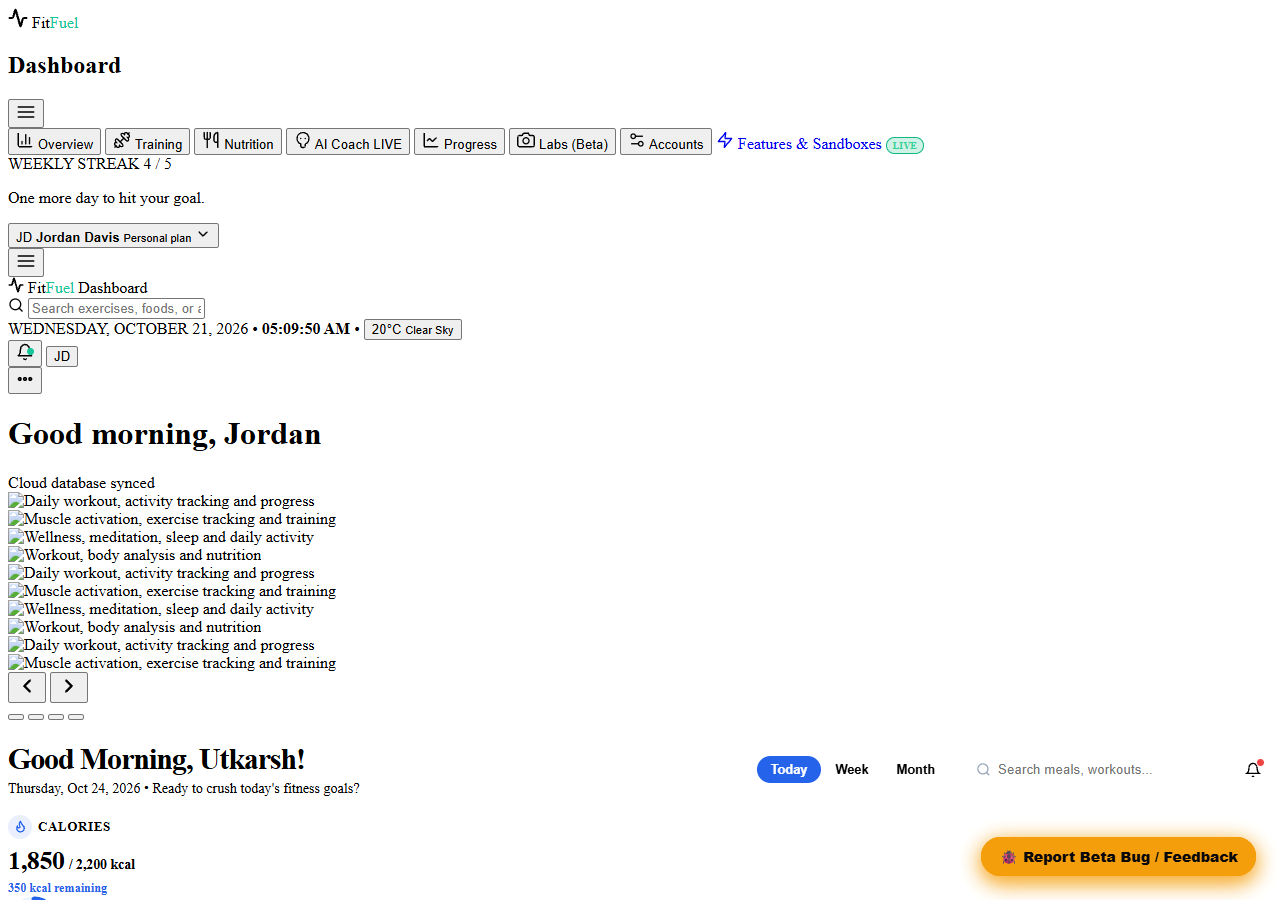 FitFuel
Dashboard
Overview Training Nutrition AI Coach LIVE Progress Labs (Beta) Accounts Features & Sandboxes LIVE
WEEKLY STREAK 4 / 5
One more day to hit your goal.
JD Jordan Davis Personal plan
FitFuel Dashboard
Search exercises, foods, or a
WEDNESDAY, OCTOBER 21, 2026 • 05:09:50 AM • 20°C Clear Sky
JD
Good morning, Jordan
Cloud database synced
Daily workout, activity tracking and progress
Muscle activation, exercise tracking and training
Wellness, meditation, sleep and daily activity
Workout, body analysis and nutrition
Daily workout, activity tracking and progress
Muscle activation, exercise tracking and training
Wellness, meditation, sleep and daily activity
Workout, body analysis and nutrition
Daily workout, activity tracking and progress
Muscle activation, exercise tracking and training
Good Morning, Utkarsh!
Today Week Month Search meals, workouts...
Thursday, Oct 24, 2026 • Ready to crush today's fitness goals?
CALORIES
1,850 / 2,200 kcal
350 kcal remaining
Report Beta Bug / Feedback